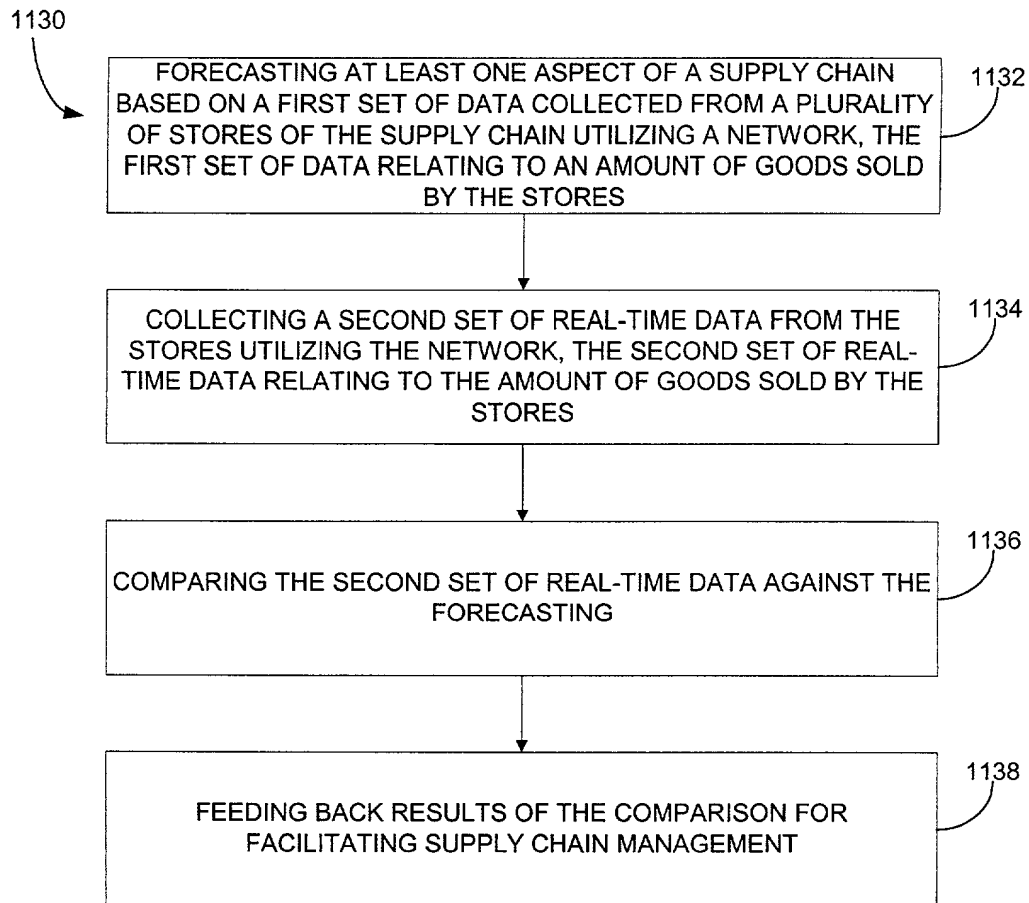 1130
FORECASTING AT LEAST ONE ASPECT OF A SUPPLY CHAIN
BASED ON A FIRST SET OF DATA COLLECTED FROM A PLURALITY
OF STORES OF THE SUPPLY CHAIN UTILIZING A NETWORK, THE
FIRST SET OF DATA RELATING TO AN AMOUNT OF GOODS SOLD
BY THE STORES
1132
COLLECTING A SECOND SET OF REAL-TIME DATA FROM THE
STORES UTILIZING THE NETWORK, THE SECOND SET OF REAL-
TIME DATA RELATING TO THE AMOUNT OF GOODS SOLD BY THE
STORES
1134
COMPARING THE SECOND SET OF REAL-TIME DATA AGAINST THE
FORECASTING
1136
FEEDING BACK RESULTS OF THE COMPARISON FOR
FACILITATING SUPPLY CHAIN MANAGEMENT
1138